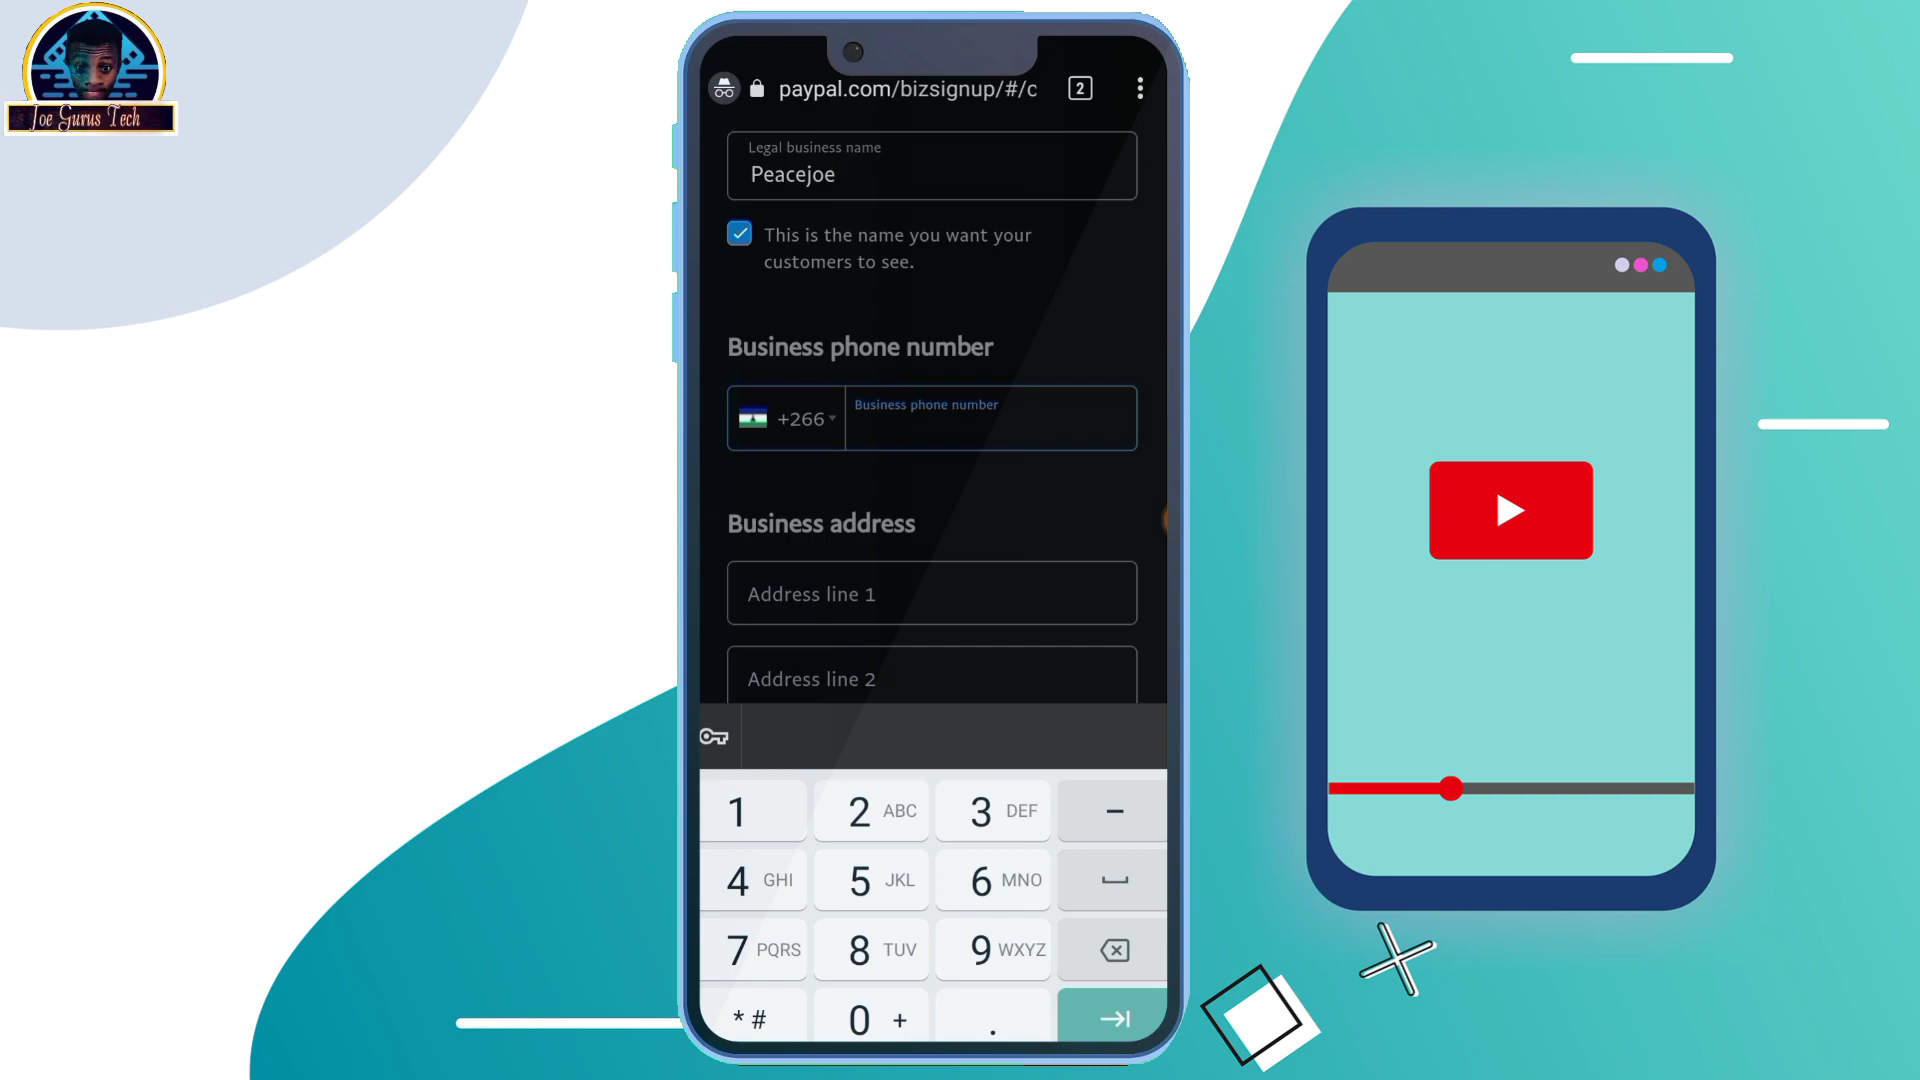 Joe Gurus Tech
paypal.com/bizsignup/#/c
2
Legal business name
Peacejoe
This is the name you want your
customers to see.
Business phone number
+266
Business phone number
Business address
Address line 1
Address line 2
1
2 ABC
3 DEF
–
4 GHI
5 JKL
6 MNO
7 PQRS
8 TUV
9 WXYZ
* #
0 +
.